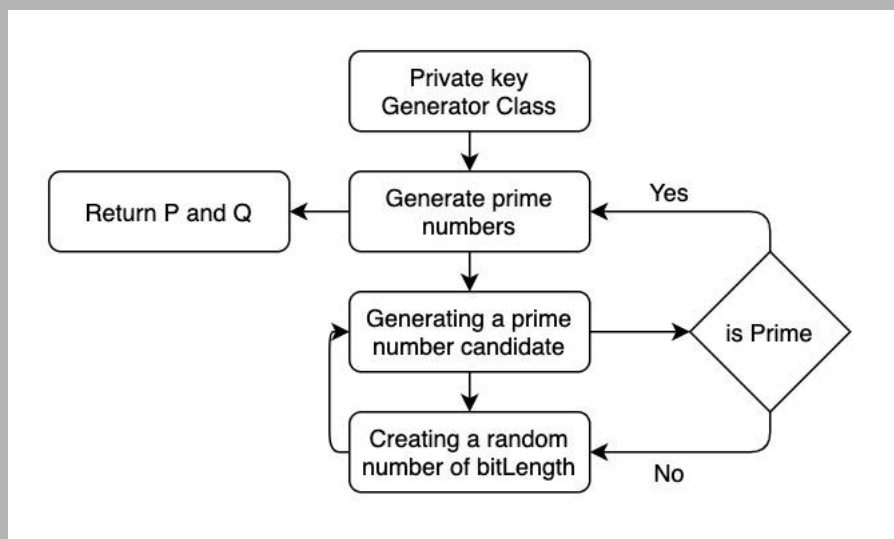 Private key
Generator Class
Return P and Q
Generate prime
numbers
Yes
Generating a prime
number candidate
is Prime
Creating a random
number of bitLength
No